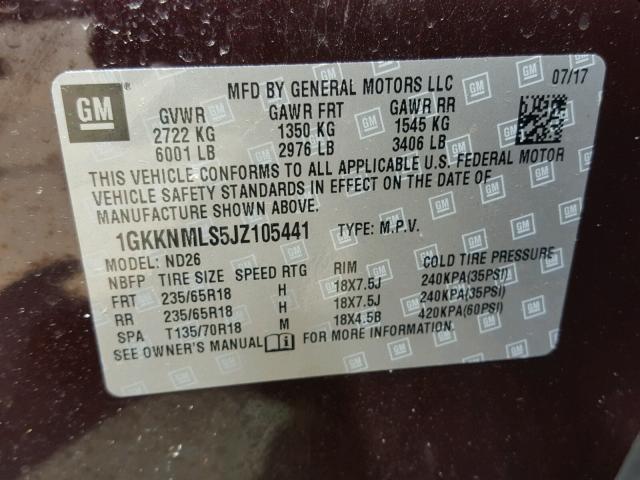 GM
MFD BY GENERAL MOTORS LLC 07/17
GVWR GAWR FRT GAWR RR
2722 KG 1350 KG 1545 KG
6001 LB 2976 LB 3406 LB
THIS VEHICLE CONFORMS TO ALL APPLICABLE U.S. FEDERAL MOTOR
VEHICLE SAFETY STANDARDS IN EFFECT ON THE DATE OF
MANUFACTURE SHOWN ABOVE.
1GKKNMLS5JZ105441 TYPE: M.P.V.
MODEL: ND26
NBFP TIRE SIZE SPEED RTG RIM COLD TIRE PRESSURE
FRT 235/65R18 H 18X7.5J 240KPA(35PSI)
RR 235/65R18 H 18X7.5J 240KPA(35PSI)
SPA T135/70R18 M 18X4.5B 420KPA(60PSI)
SEE OWNER'S MANUAL FOR MORE INFORMATION.